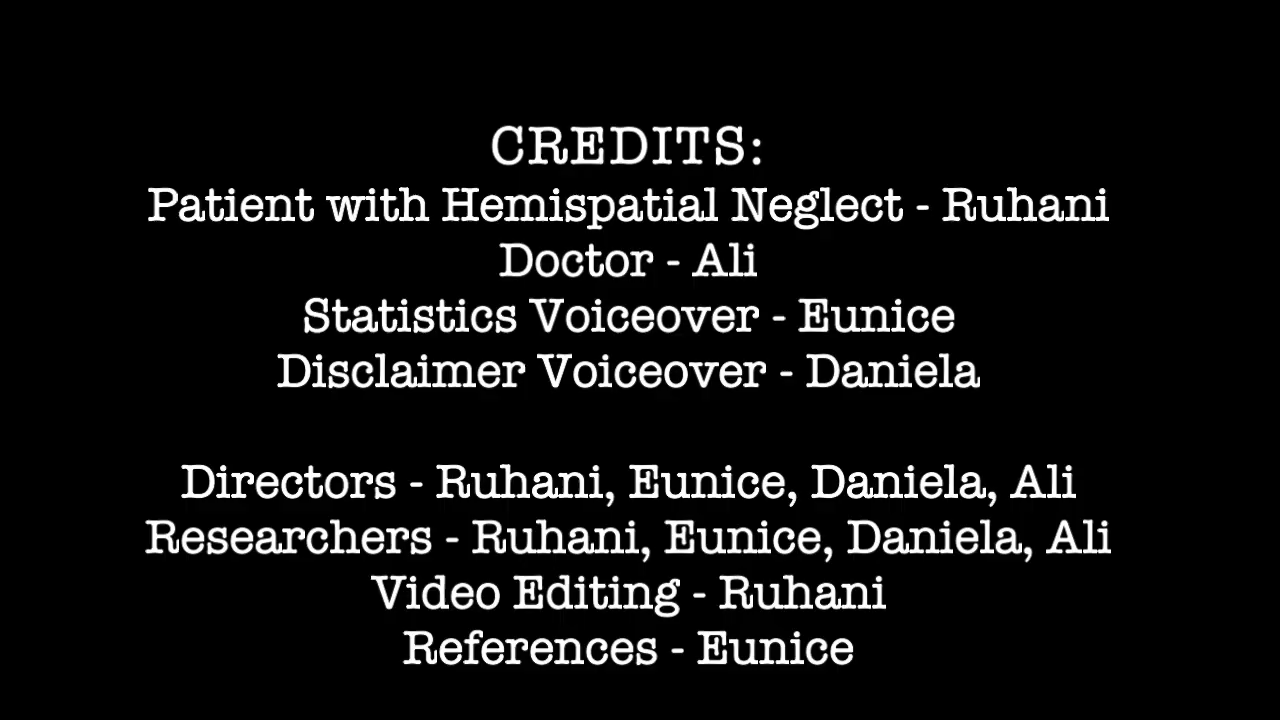 CREDITS:
Patient with Hemispatial Neglect - Ruhani
Doctor - Ali
Statistics Voiceover - Eunice
Disclaimer Voiceover - Daniela
Directors - Ruhani, Eunice, Daniela, Ali
Researchers - Ruhani, Eunice, Daniela, Ali
Video Editing - Ruhani
References - Eunice